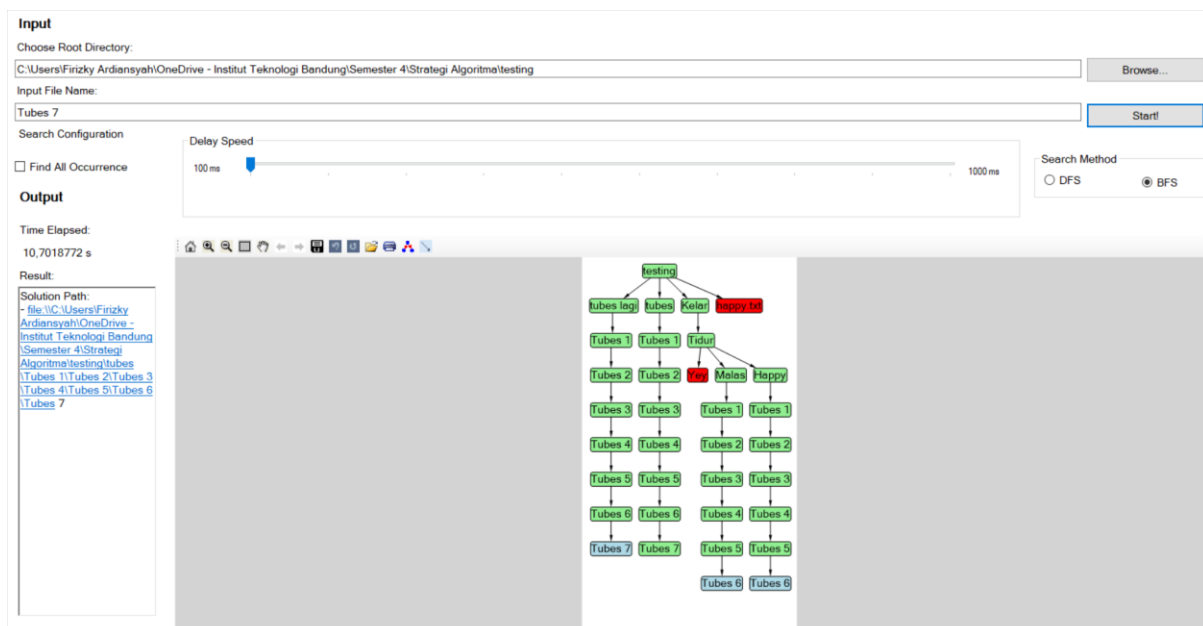 Input
Choose Root Directory:
C:\Users\Firizky Ardiansyah\OneDrive - Institut Teknologi Bandung\Semester 4\Strategi Algoritma\testing
Browse...
Input File Name:
Tubes 7
Start!
Search Configuration
Delay Speed
100 ms
1000 ms
Search Method
DFS
BFS
Find All Occurrence
Output
Time Elapsed:
10,7018772 s
Result:
Solution Path:
- file:\\C:\Users\Firizky
Ardiansyah\OneDrive -
Institut Teknologi Bandung
\Semester 4\Strategi
Algoritma\testing\tubes
\Tubes 1\Tubes 2\Tubes 3
\Tubes 4\Tubes 5\Tubes 6
\Tubes 7
testing
tubes lagi tubes Kelar happy.txt
Tubes 1 Tubes 1 Tidur
Tubes 2 Tubes 2 Yey Malas Happy
Tubes 3 Tubes 3 Tubes 1 Tubes 1
Tubes 4 Tubes 4 Tubes 2 Tubes 2
Tubes 5 Tubes 5 Tubes 3 Tubes 3
Tubes 6 Tubes 6 Tubes 4 Tubes 4
Tubes 7 Tubes 7 Tubes 5 Tubes 5
Tubes 6 Tubes 6